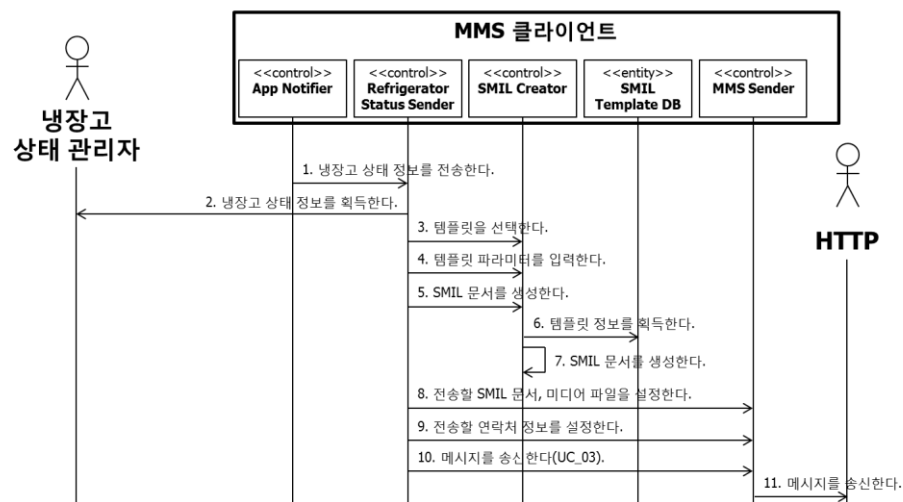 MMS 클라이언트
<<control>>
App Notifier
<<control>>
Refrigerator
Status Sender
<<control>>
SMIL Creator
<<entity>>
SMIL
Template DB
<<control>>
MMS Sender
냉장고
상태 관리자
HTTP
1. 냉장고 상태 정보를 전송한다.
2. 냉장고 상태 정보를 획득한다.
3. 템플릿을 선택한다.
4. 템플릿 파라미터를 입력한다.
5. SMIL 문서를 생성한다.
6. 템플릿 정보를 획득한다.
7. SMIL 문서를 생성한다.
8. 전송할 SMIL 문서, 미디어 파일을 설정한다.
9. 전송할 연락처 정보를 설정한다.
10. 메시지를 송신한다(UC_03).
11. 메시지를 송신한다.